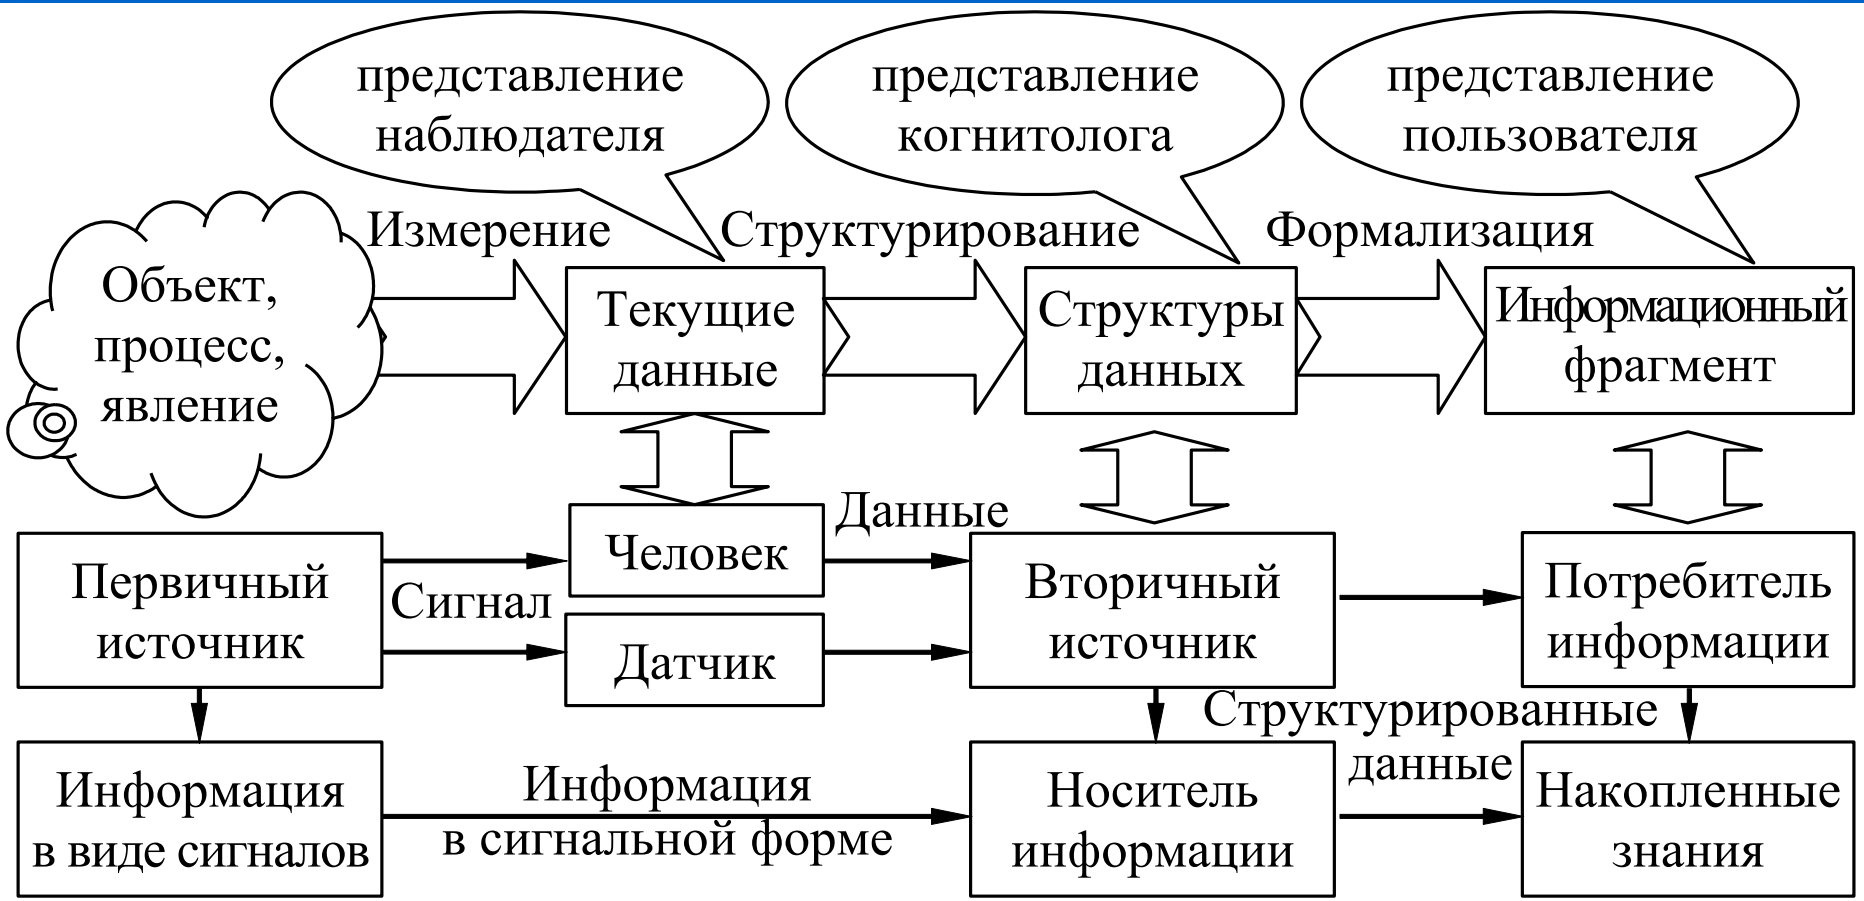 представление
наблюдателя
представление
когнитолога
представление
пользователя
Измерение
Структурирование
Формализация
Объект,
процесс,
явление
Текущие
данные
Структуры
данных
Информационный
фрагмент
Первичный
источник
Сигнал
Человек
Датчик
Данные
Вторичный
источник
Потребитель
информации
Информация
в виде сигналов
Информация
в сигнальной форме
Носитель
информации
Структурированные
данные
Накопленные
знания